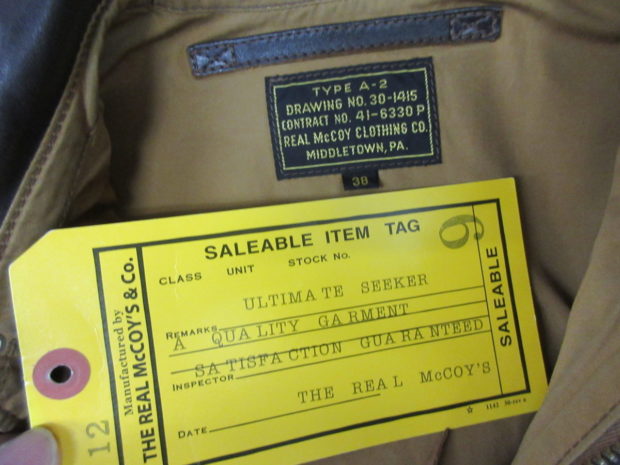 TYPE A-2
DRAWING NO. 30-1415
CONTRACT NO. 41-6330 P
REAL McCOY CLOTHING CO.
MIDDLETOWN, PA.
38
SALEABLE ITEM TAG
6
CLASS UNIT STOCK No.
ULTIMATE SEEKER
REMARKS
A QUALITY GARMENT
SATISFACTION GUARANTEED
INSPECTOR
THE REAL McCOY'S
DATE
SALEABLE
Manufactured by
THE REAL McCOY'S & Co.
12